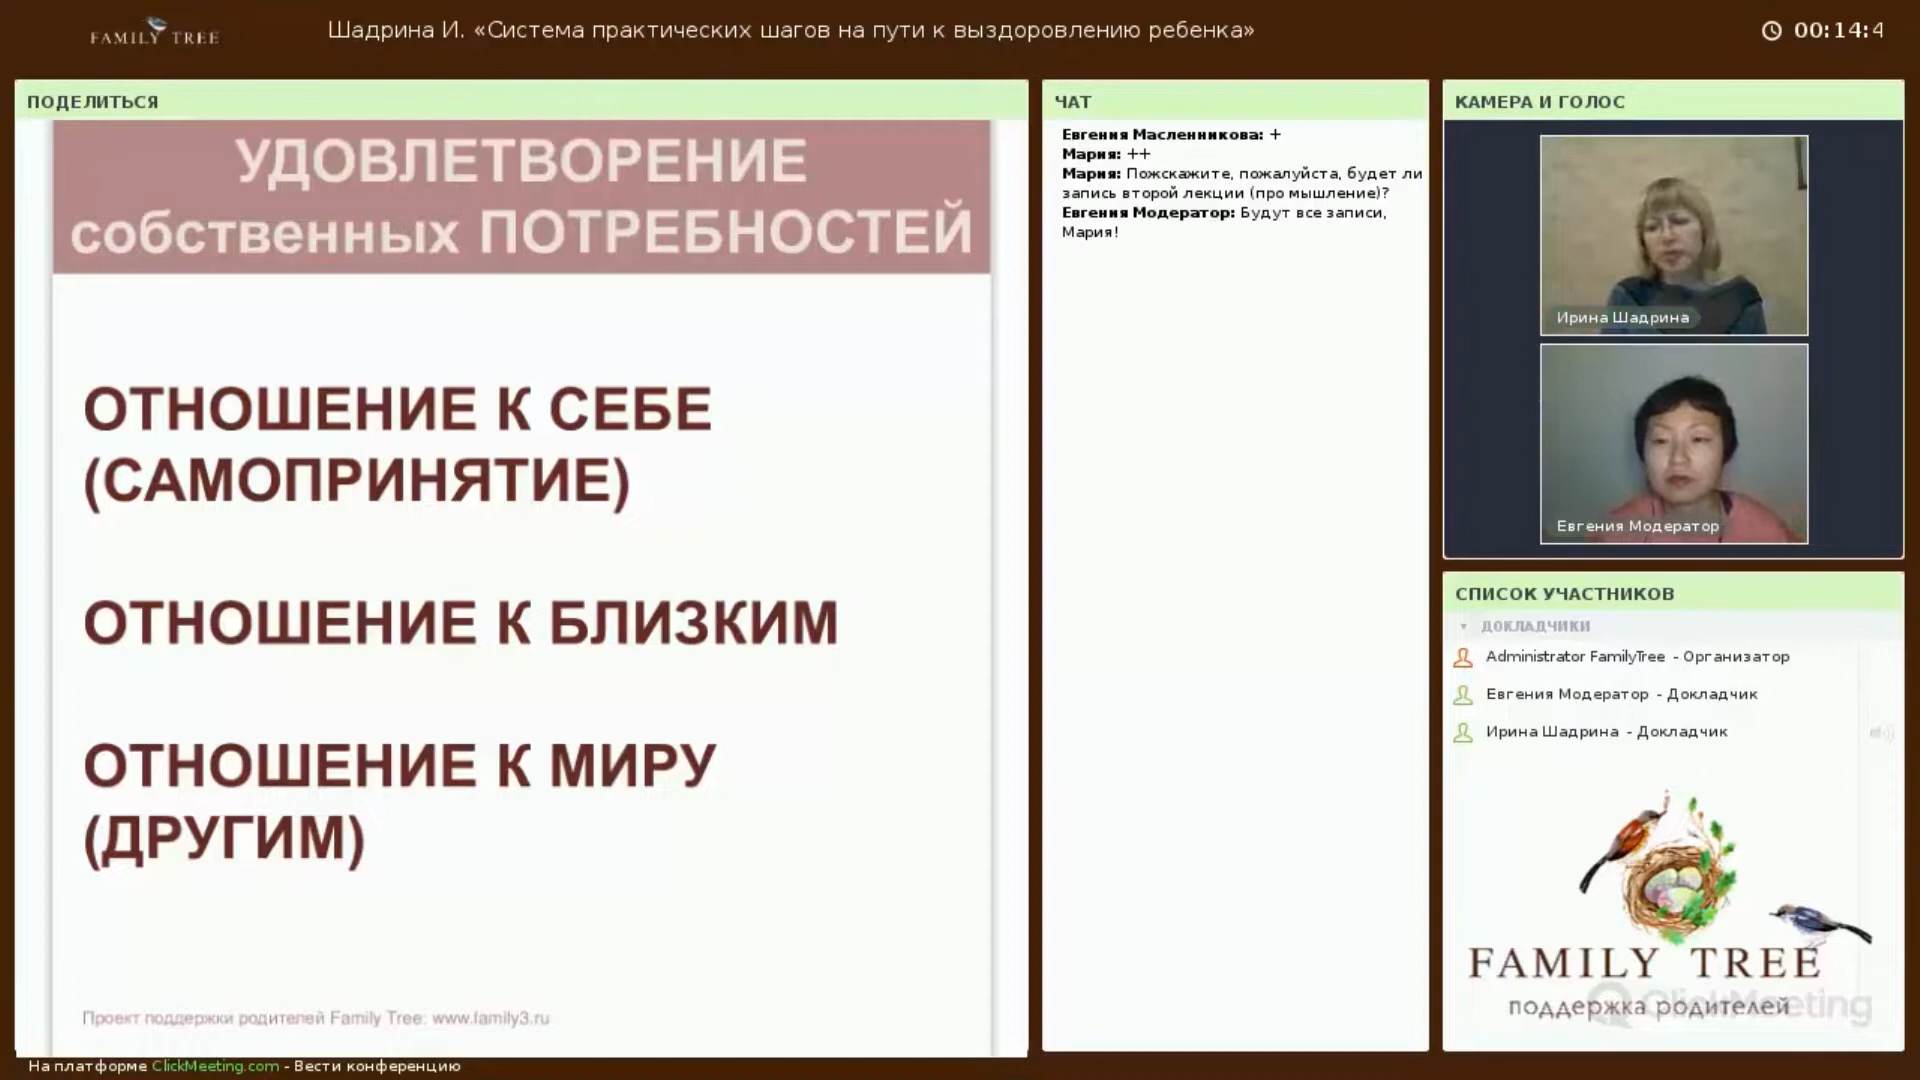 FAMILY TREE
Шадрина И. «Система практических шагов на пути к выздоровлению ребенка»
00:14:4
ПОДЕЛИТЬСЯ
УДОВЛЕТВОРЕНИЕ
собственных ПОТРЕБНОСТЕЙ
ОТНОШЕНИЕ К СЕБЕ
(САМОПРИНЯТИЕ)
ОТНОШЕНИЕ К БЛИЗКИМ
ОТНОШЕНИЕ К МИРУ
(ДРУГИМ)
Проект поддержки родителей Family Tree: www.family3.ru
ЧАТ
Евгения Масленникова: +
Мария: ++
Мария: Пожскажите, пожалуйста, будет ли
запись второй лекции (про мышление)?
Евгения Модератор: Будут все записи,
Мария!
КАМЕРА И ГОЛОС
Ирина Шадрина
Евгения Модератор
СПИСОК УЧАСТНИКОВ
ДОКЛАДЧИКИ
Administrator FamilyTree - Организатор
Евгения Модератор - Докладчик
Ирина Шадрина - Докладчик
FAMILY TREE
поддержка родителей
ClickMeeting
На платформе ClickMeeting.com - Вести конференцию